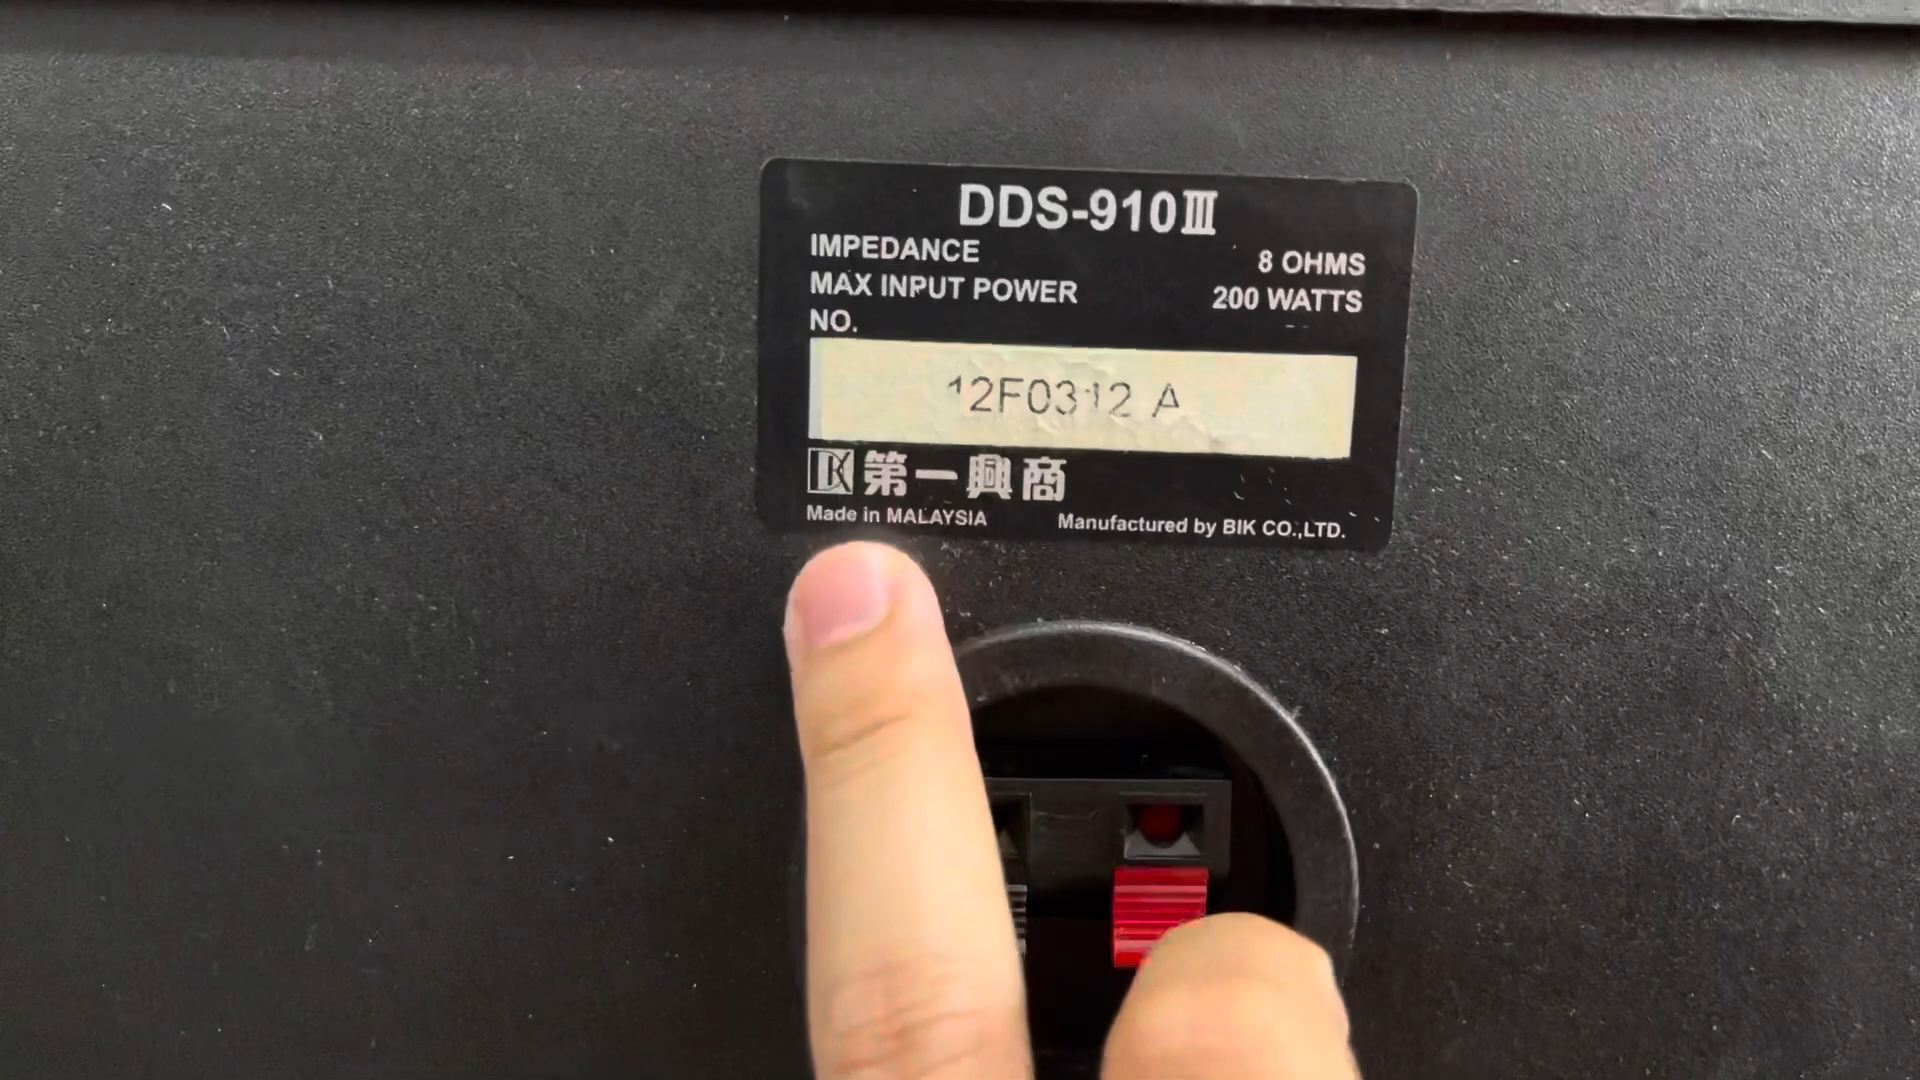 DDS-910Ⅲ
IMPEDANCE 8 OHMS
MAX INPUT POWER 200 WATTS
NO.
12F0312 A
DK 第一興商
Made in MALAYSIA Manufactured by BIK CO.,LTD.